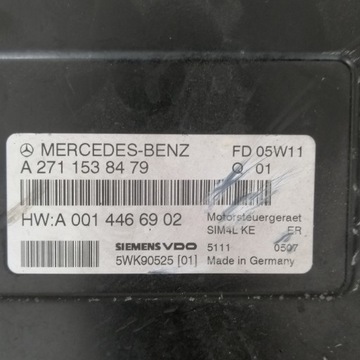 MERCEDES-BENZ FD 05W11
A 271 153 84 79 Q 01
HW:A 001 446 69 02 Motorsteuergeraet
SIM4L KE ER
SIEMENS VDO 5111 0507
5WK90525 [01] Made in Germany